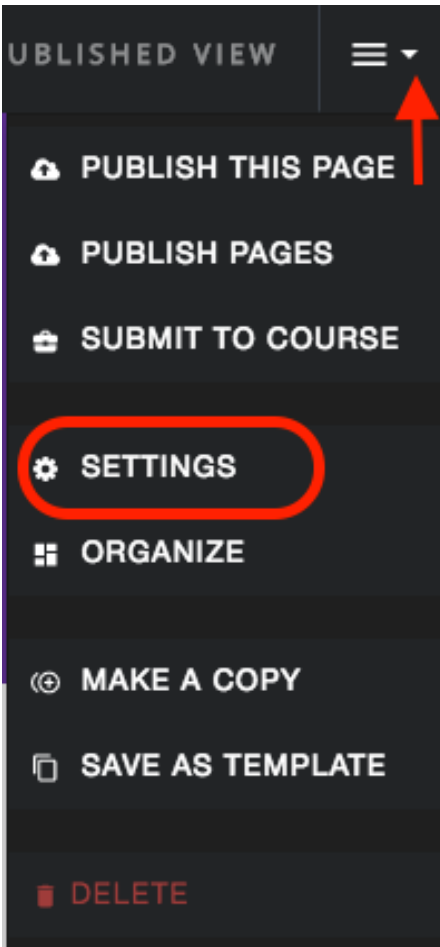 UBLISHED VIEW
PUBLISH THIS PAGE
PUBLISH PAGES
SUBMIT TO COURSE
SETTINGS
ORGANIZE
MAKE A COPY
SAVE AS TEMPLATE
DELETE